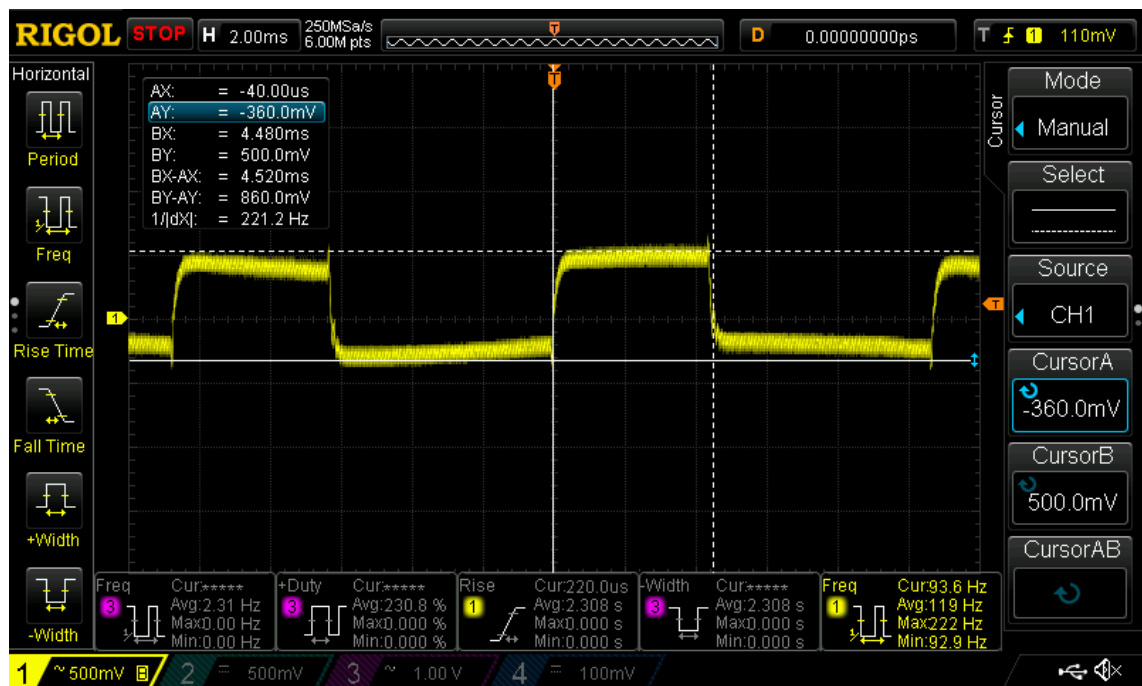 RIGOL STOP H 2.00ms 250MSa/s 6.00M pts T D 0.00000000ps T 1 110mV
Horizontal
Period
Freq
Rise Time
Fall Time
+Width
-Width
AX: = -40.00us
AY: = -360.0mV
BX: = 4.480ms
BY: = 500.0mV
BX-AX: = 4.520ms
BY-AY: = 860.0mV
1/|dX|: = 221.2 Hz
T
1
T
Cursor
Mode
Manual
Select
Source
CH1
CursorA
-360.0mV
CursorB
500.0mV
CursorAB
Freq Cur:*****
3 Avg:2.31 Hz
Max:0.00 Hz
Min:0.00 Hz
+Duty Cur:*****
3 Avg:230.8 %
Max:0.000 %
Min:0.000 %
Rise Cur:220.0us
1 Avg:2.308 s
Max:0.000 s
Min:0.000 s
-Width Cur:*****
3 Avg:2.308 s
Max:0.000 s
Min:0.000 s
Freq Cur:93.6 Hz
1 Avg:119 Hz
Max:222 Hz
Min:92.9 Hz
1 ~ 500mV B 2 = 500mV 3 ~ 1.00 V 4 = 100mV